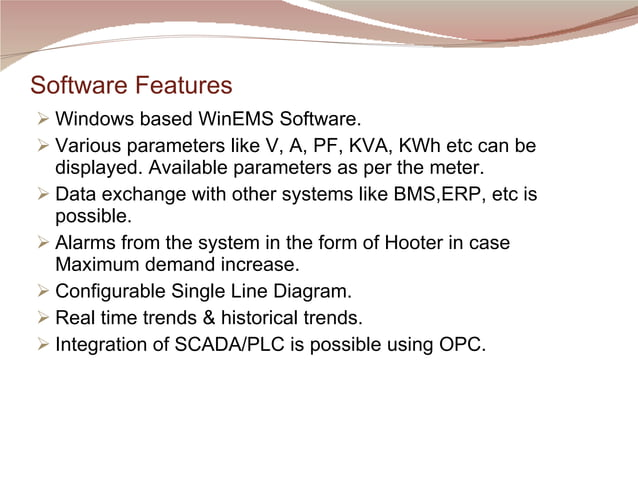 Software Features
➢ Windows based WinEMS Software.
➢ Various parameters like V, A, PF, KVA, KWh etc can be
displayed. Available parameters as per the meter.
➢ Data exchange with other systems like BMS,ERP, etc is
possible.
➢ Alarms from the system in the form of Hooter in case
Maximum demand increase.
➢ Configurable Single Line Diagram.
➢ Real time trends & historical trends.
➢ Integration of SCADA/PLC is possible using OPC.